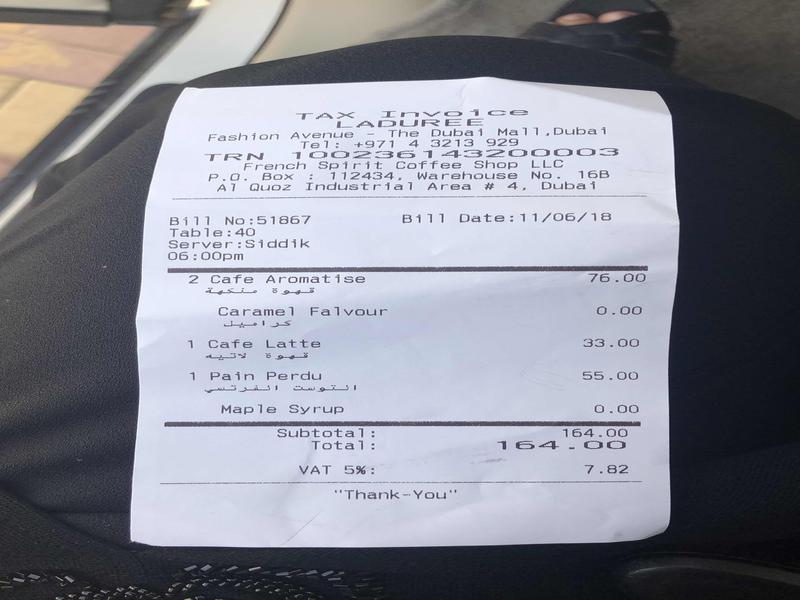 TAX Invoice
LADUREE
Fashion Avenue - The Dubai Mall,Dubai
Tel: +971 4 3213 929
TRN 100236143200003
French Spirit Coffee Shop LLC
P.O. Box : 112434, Warehouse No. 16B
Al Quoz Industrial Area # 4, Dubai
Bill No:51867 Bill Date:11/06/18
Table:40
Server:Siddik
06:00pm
2 Cafe Aromatise 76.00
قهوة منكهة
Caramel Falvour 0.00
كراميل
1 Cafe Latte 33.00
قهوة لاتيه
1 Pain Perdu 55.00
التوست الفرنسي
Maple Syrup 0.00
Subtotal: 164.00
Total: 164.00
VAT 5%: 7.82
"Thank-You"